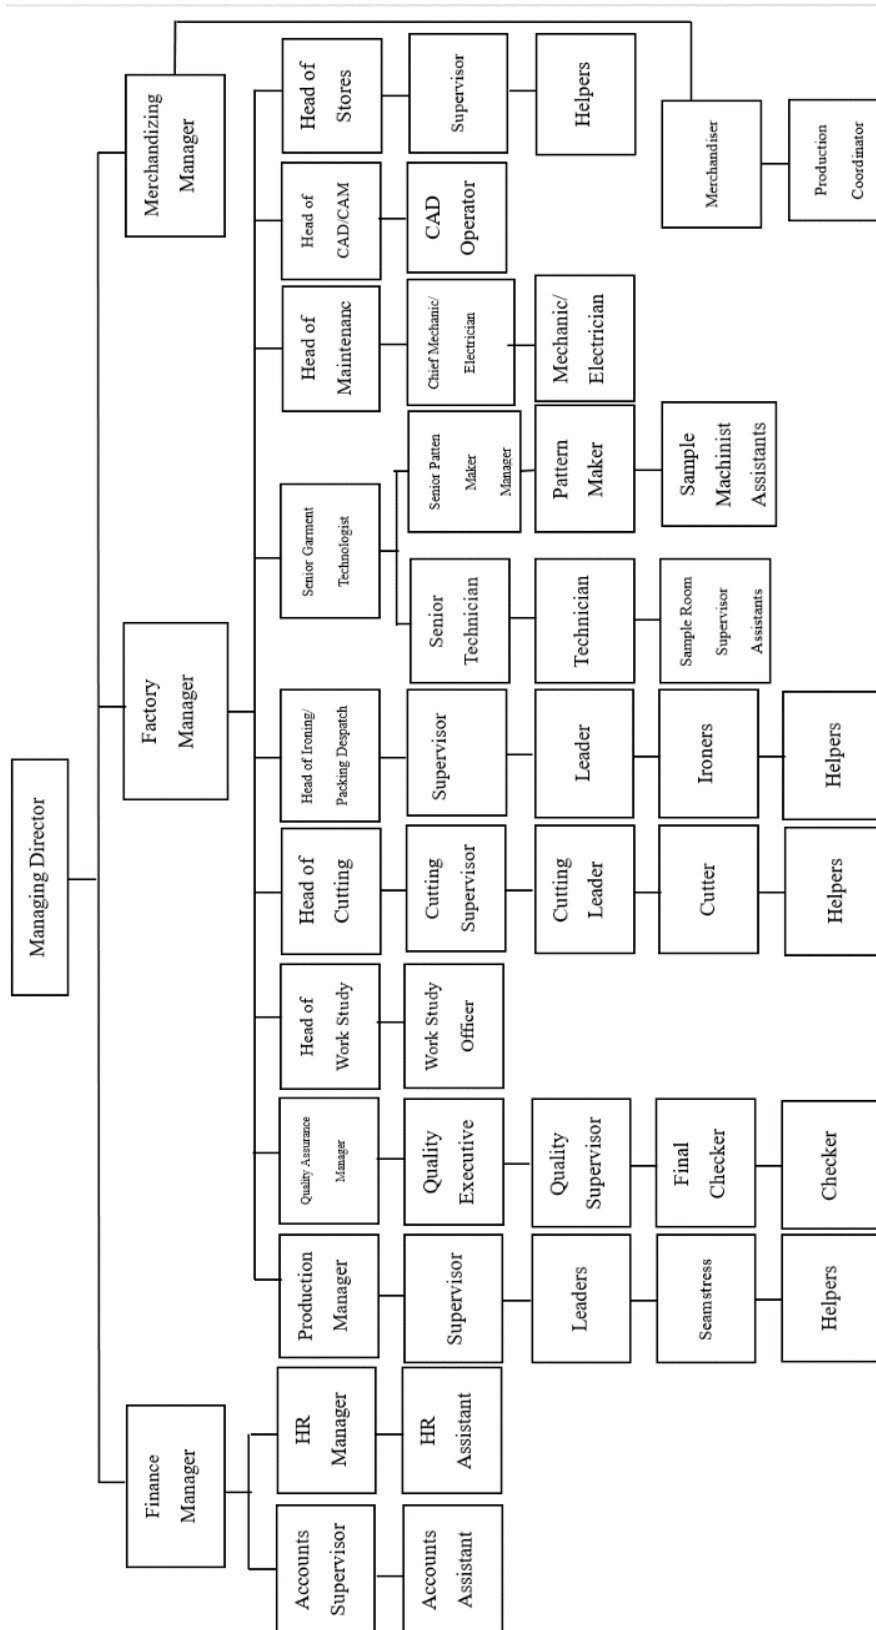 Managing Director
Finance
Manager
Factory
Manager
Merchandizing
Manager
Accounts
Supervisor
HR
Manager
Production
Manager
Quality Assurance
Manager
Head of
Work Study
Head of
Cutting
Head of Ironing/
Packing Despatch
Senior Garment
Technologist
Head of
Maintenanc
Head of
CAD/CAM
Head of
Stores
Accounts
Assistant
HR
Assistant
Supervisor
Quality
Executive
Work Study
Officer
Cutting
Supervisor
Supervisor
Senior
Technician
Senior Patten
Maker
Manager
Chief Mechanic/
Electrician
CAD
Operator
Supervisor
Leaders
Quality
Supervisor
Cutting
Leader
Leader
Technician
Pattern
Maker
Mechanic/
Electrician
Helpers
Seamstress
Final
Checker
Cutter
Ironers
Sample Room
Supervisor
Assistants
Sample
Machinist
Assistants
Merchandiser
Helpers
Checker
Helpers
Helpers
Production
Coordinator